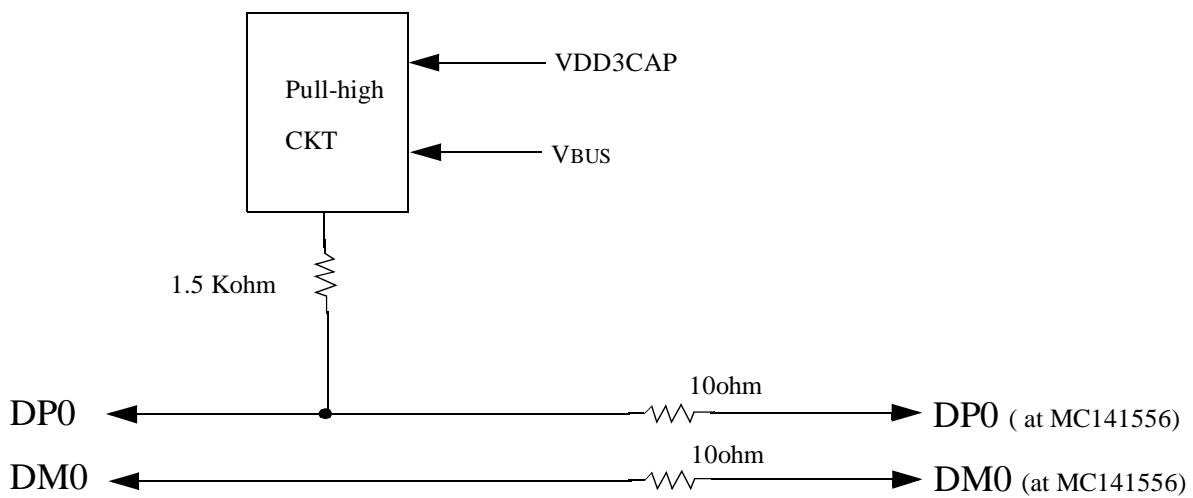 VDD3CAP
Pull-high
CKT
VBUS
1.5 Kohm
10ohm
DP0
DP0 ( at MC141556)
10ohm
DM0
DM0 (at MC141556)